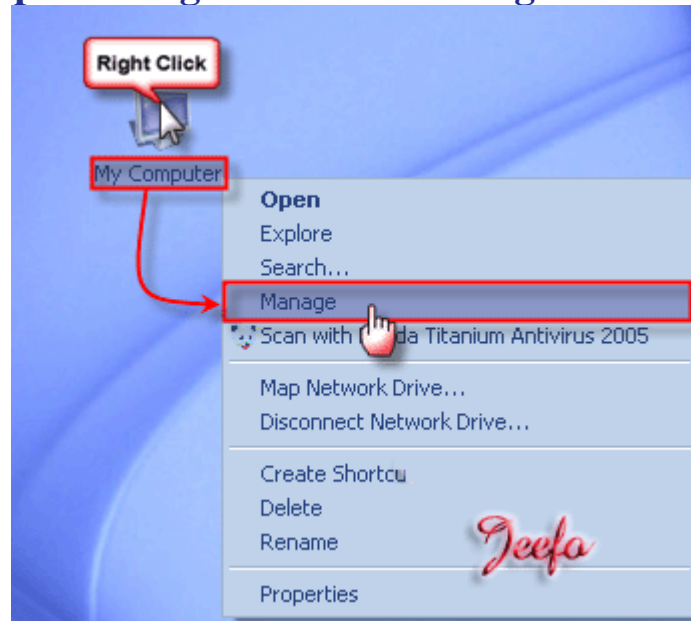 Right Click
My Computer
Open
Explore
Search...
Manage
Scan with da Titanium Antivirus 2005
Map Network Drive...
Disconnect Network Drive...
Create Shortcu
Delete
Rename
Jeefo
Properties